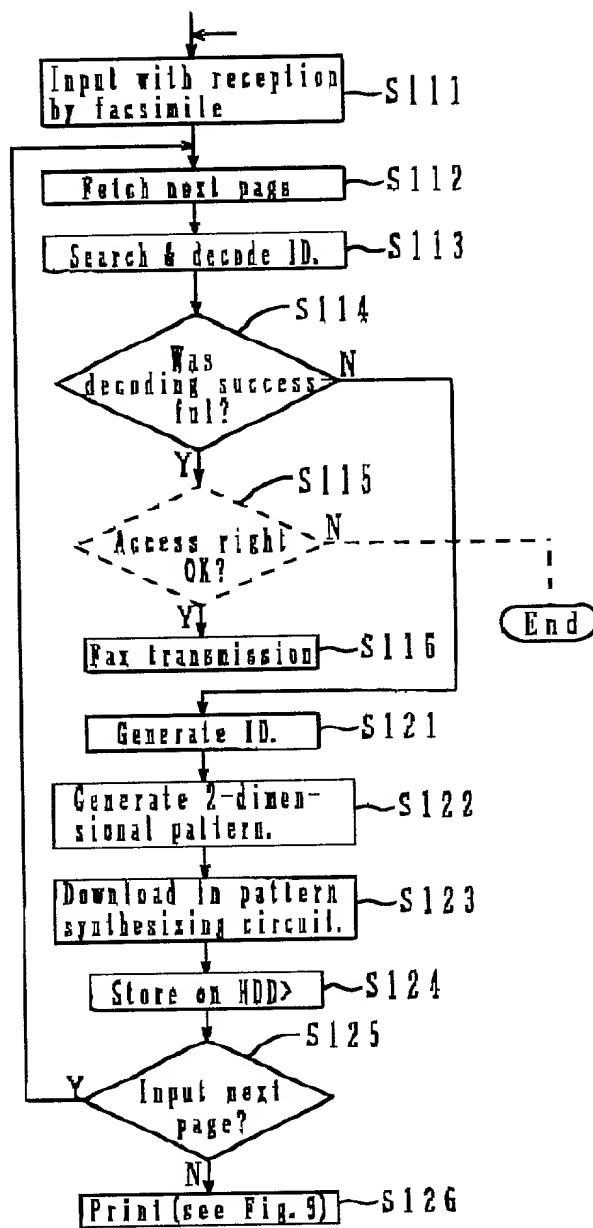 Input with reception
by facsimile
S111
Fetch next page
S112
Search & decode ID.
S113
S114
Was
decoding success-
ful?
N
Y
S115
Access right
OK?
N
Y
End
Fax transmission
S116
Generate ID.
S121
Generate 2-dimen-
sional pattern.
S122
Download in pattern
synthesizing circuit.
S123
Store on HDD>
S124
S125
Y
Input next
page?
N
Print(see Fig. 9)
S126